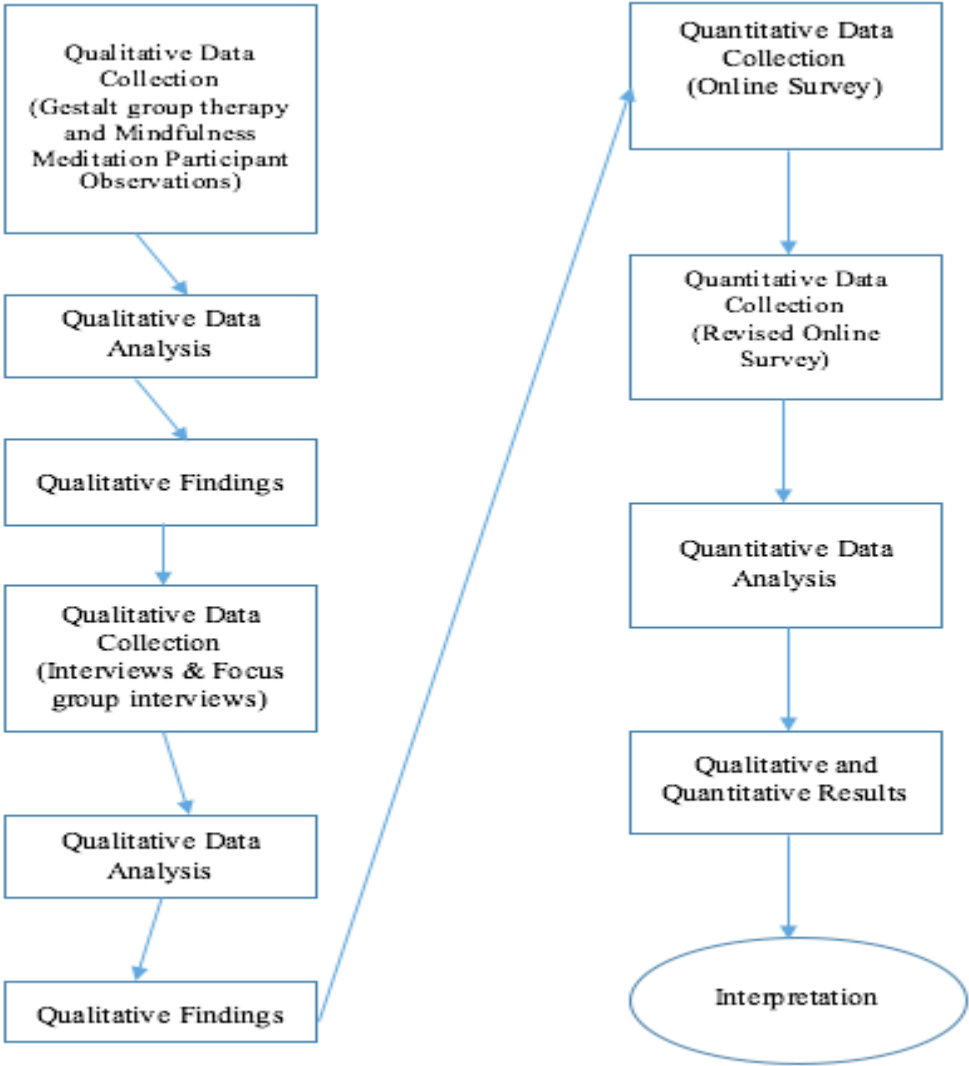 Qualitative Data
Collection
(Gestalt group therapy
and Mindfulness
Meditation Participant
Observations)
Qualitative Data
Analysis
Qualitative Findings
Qualitative Data
Collection
(Interviews & Focus
group interviews)
Qualitative Data
Analysis
Qualitative Findings
Quantitative Data
Collection
(Online Survey)
Quantitative Data
Collection
(Revised Online
Survey)
Quantitative Data
Analysis
Qualitative and
Quantitative Results
Interpretation